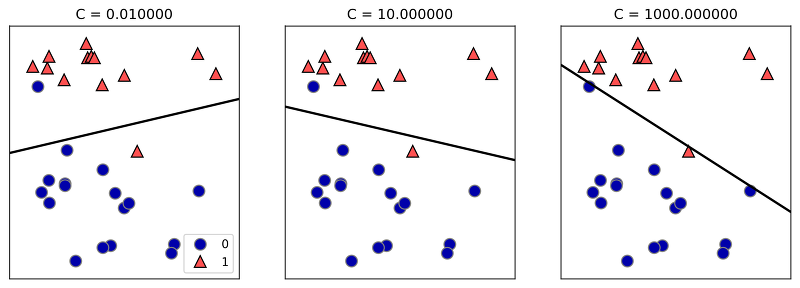 C = 0.010000
C = 10.000000
C = 1000.000000
0
1